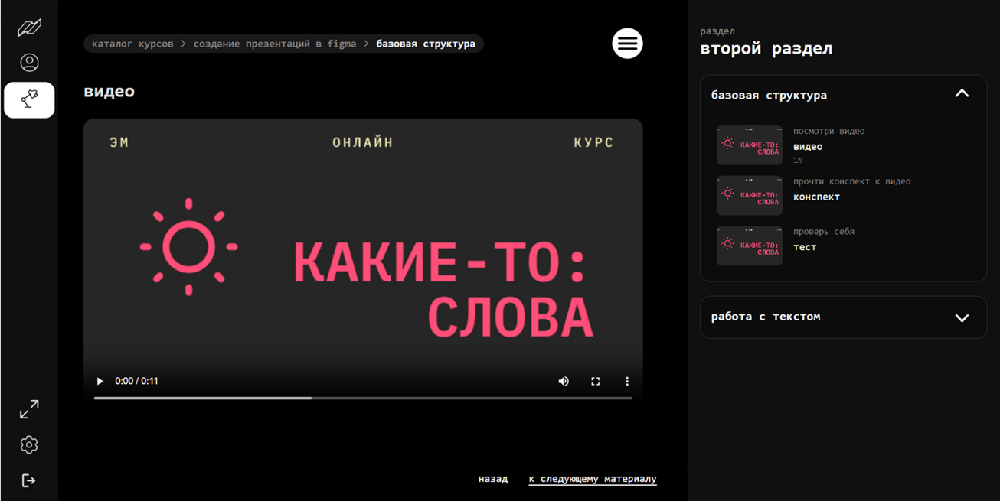 каталог курсов > создание презентаций в figma > базовая структура
видео
ЭМ ОНЛАЙН КУРС
КАКИЕ-ТО:
СЛОВА
0:00 / 0:11
назад к следующему материалу
раздел
второй раздел
базовая структура
КАКИЕ-ТО:
СЛОВА
посмотри видео
видео
1%
КАКИЕ-ТО:
СЛОВА
прочти конспект к видео
конспект
КАКИЕ-ТО:
СЛОВА
проверь себя
тест
работа с текстом